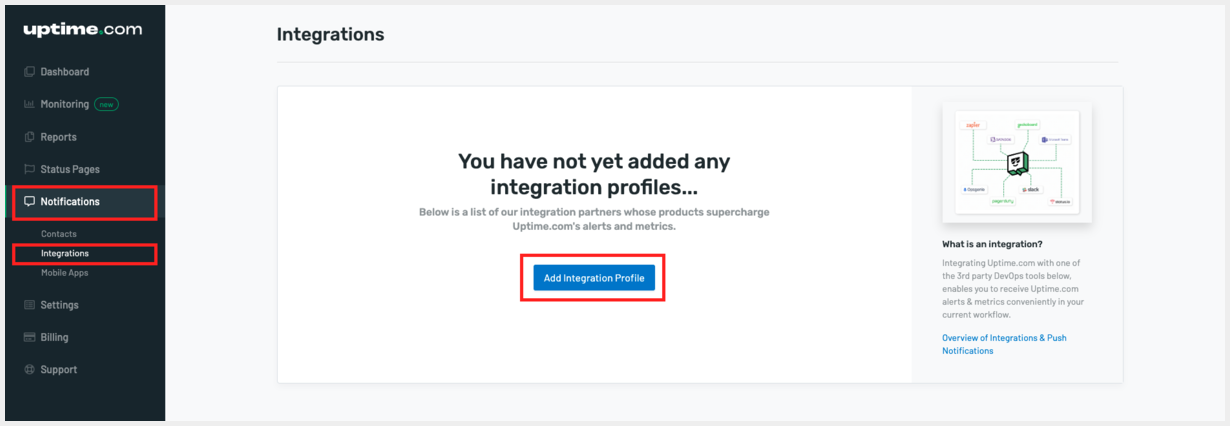 uptime.com
Integrations
Dashboard
Monitoring new
Reports
Status Pages
Notifications
Contacts
Integrations
Mobile Apps
Settings
Billing
Support
You have not yet added any
integration profiles...
Below is a list of our integration partners whose products supercharge
Uptime.com's alerts and metrics.
Add Integration Profile
zapier
slack
pagerduty
What is an integration?
Integrating Uptime.com with one of
the 3rd party DevOps tools below,
enables you to receive Uptime.com
alerts & metrics conveniently in your
current workflow.
Overview of Integrations & Push
Notifications